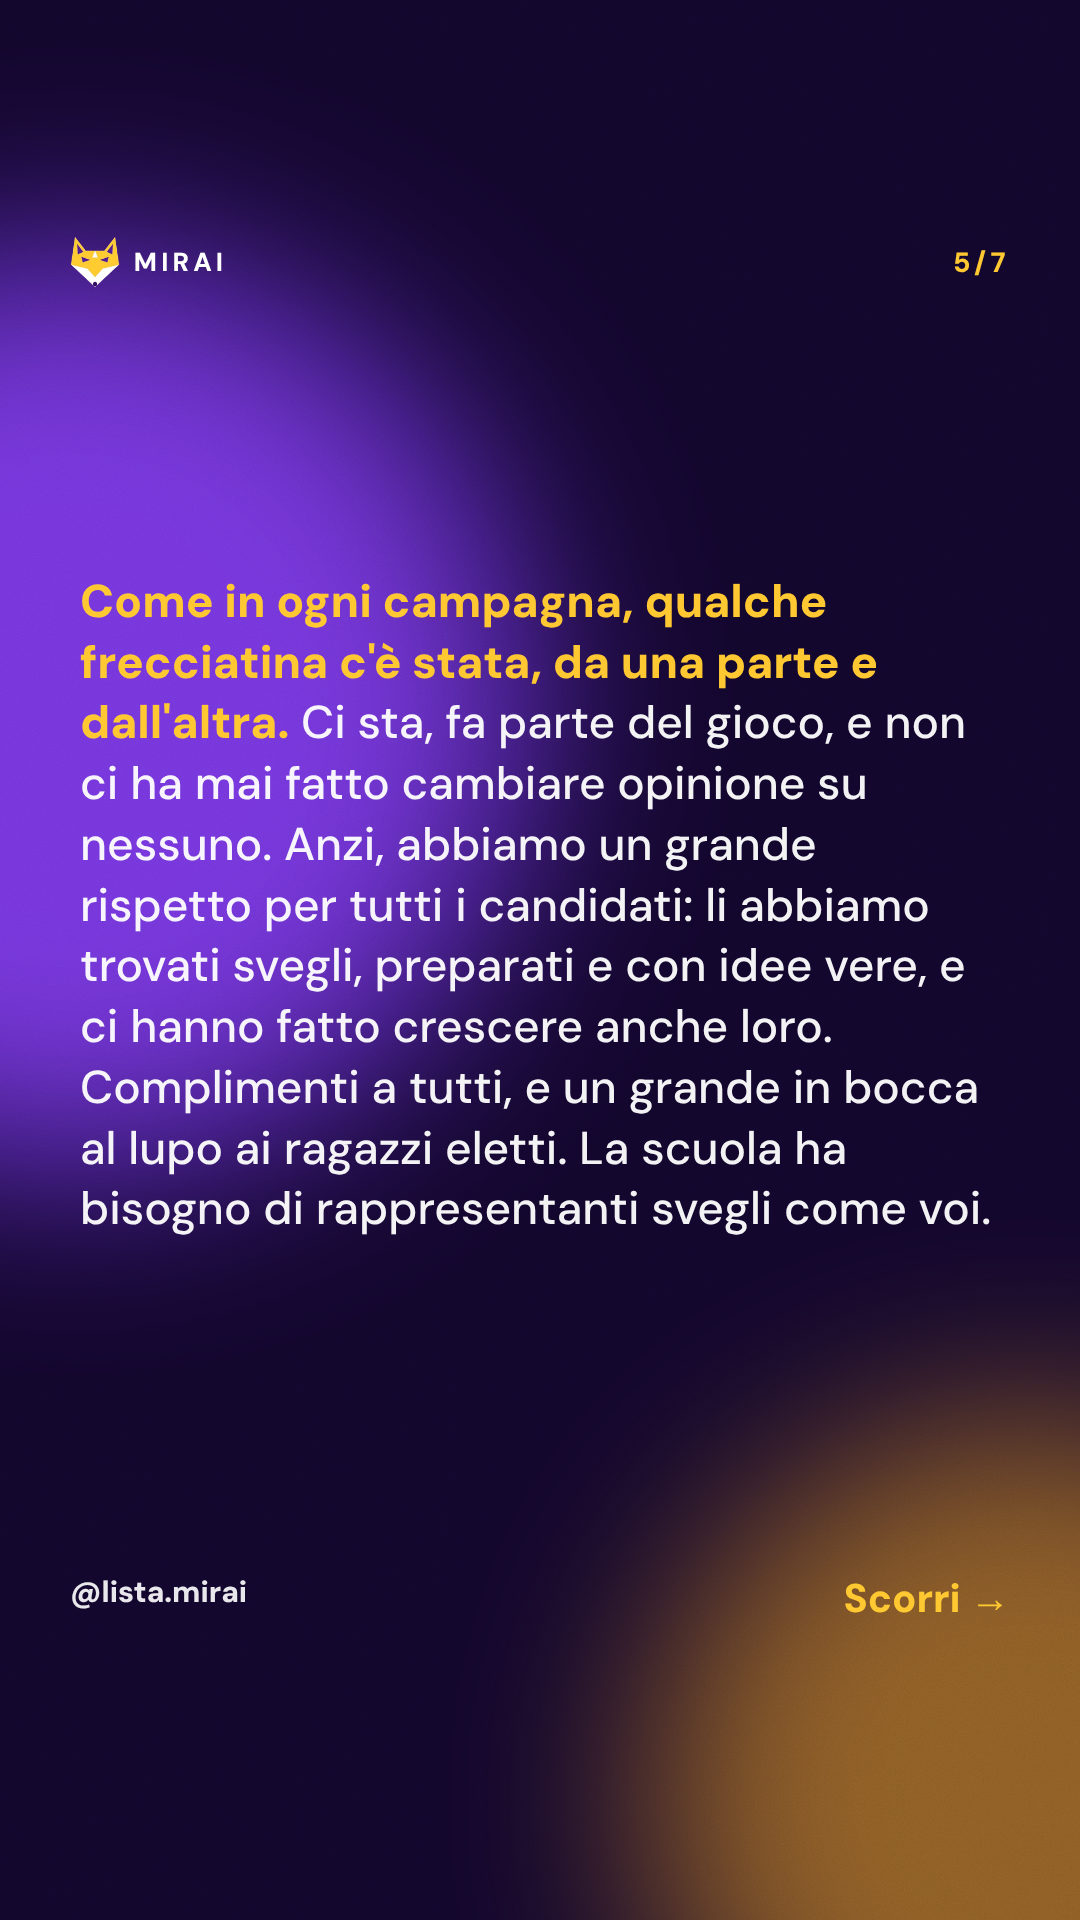 MIRAI
5/7
Come in ogni campagna, qualche
frecciatina c'è stata, da una parte e
dall'altra. Ci sta, fa parte del gioco, e non
ci ha mai fatto cambiare opinione su
nessuno. Anzi, abbiamo un grande
rispetto per tutti i candidati: li abbiamo
trovati svegli, preparati e con idee vere, e
ci hanno fatto crescere anche loro.
Complimenti a tutti, e un grande in bocca
al lupo ai ragazzi eletti. La scuola ha
bisogno di rappresentanti svegli come voi.
@lista.mirai
Scorri →